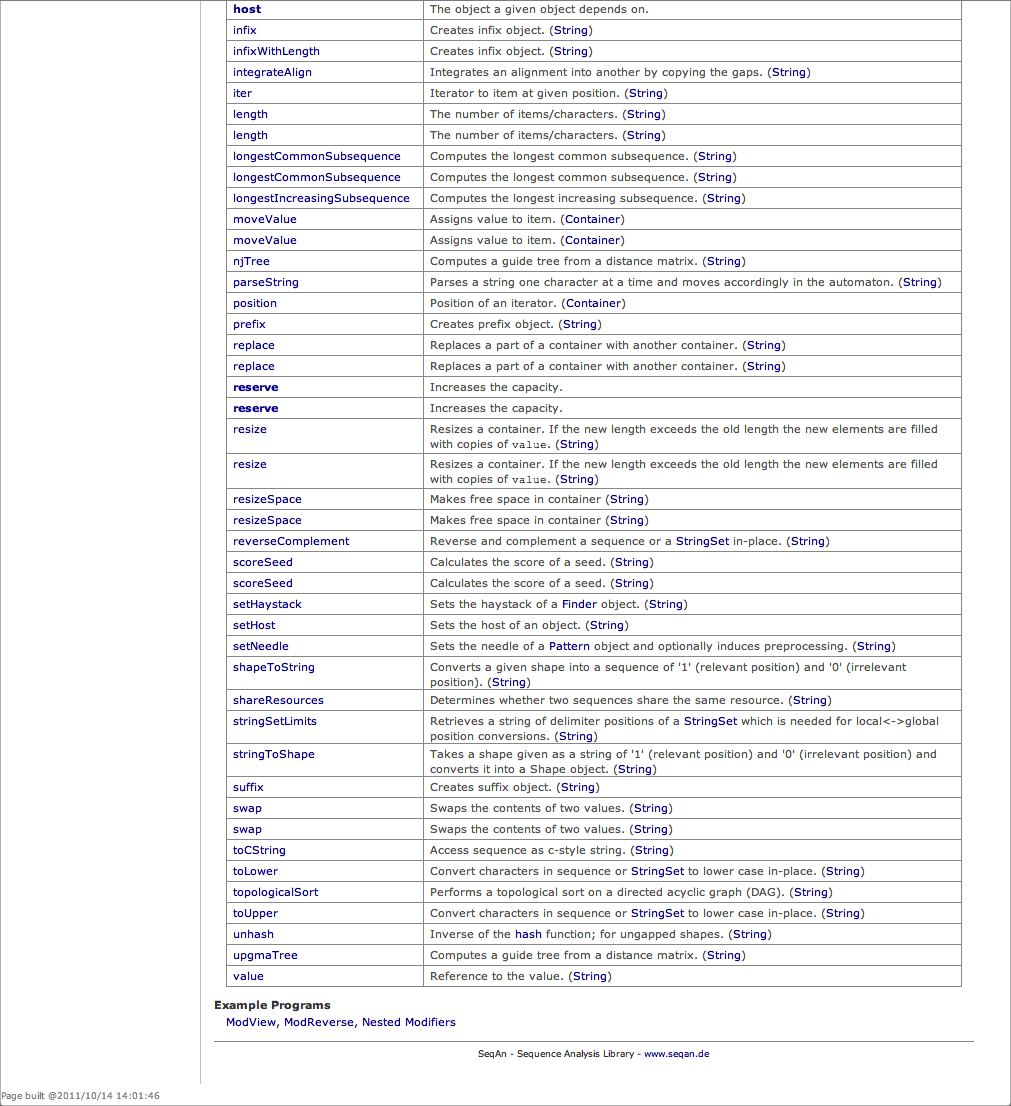 host The object a given object depends on.
infix Creates infix object. (String)
infixWithLength Creates infix object. (String)
integrateAlign Integrates an alignment into another by copying the gaps. (String)
iter Iterator to item at given position. (String)
length The number of items/characters. (String)
length The number of items/characters. (String)
longestCommonSubsequence Computes the longest common subsequence. (String)
longestCommonSubsequence Computes the longest common subsequence. (String)
longestIncreasingSubsequence Computes the longest increasing subsequence. (String)
moveValue Assigns value to item. (Container)
moveValue Assigns value to item. (Container)
njTree Computes a guide tree from a distance matrix. (String)
parseString Parses a string one character at a time and moves accordingly in the automaton. (String)
position Position of an iterator. (Container)
prefix Creates prefix object. (String)
replace Replaces a part of a container with another container. (String)
replace Replaces a part of a container with another container. (String)
reserve Increases the capacity.
reserve Increases the capacity.
resize Resizes a container. If the new length exceeds the old length the new elements are filled
with copies of value. (String)
resize Resizes a container. If the new length exceeds the old length the new elements are filled
with copies of value. (String)
resizeSpace Makes free space in container (String)
resizeSpace Makes free space in container (String)
reverseComplement Reverse and complement a sequence or a StringSet in-place. (String)
scoreSeed Calculates the score of a seed. (String)
scoreSeed Calculates the score of a seed. (String)
setHaystack Sets the haystack of a Finder object. (String)
setHost Sets the host of an object. (String)
setNeedle Sets the needle of a Pattern object and optionally induces preprocessing. (String)
shapeToString Converts a given shape into a sequence of '1' (relevant position) and '0' (irrelevant
position). (String)
shareResources Determines whether two sequences share the same resource. (String)
stringSetLimits Retrieves a string of delimiter positions of a StringSet which is needed for local<->global
position conversions. (String)
stringToShape Takes a shape given as a string of '1' (relevant position) and '0' (irrelevant position) and
converts it into a Shape object. (String)
suffix Creates suffix object. (String)
swap Swaps the contents of two values. (String)
swap Swaps the contents of two values. (String)
toCString Access sequence as c-style string. (String)
toLower Convert characters in sequence or StringSet to lower case in-place. (String)
topologicalSort Performs a topological sort on a directed acyclic graph (DAG). (String)
toUpper Convert characters in sequence or StringSet to lower case in-place. (String)
unhash Inverse of the hash function; for ungapped shapes. (String)
upgmaTree Computes a guide tree from a distance matrix. (String)
value Reference to the value. (String)
Example Programs
ModView, ModReverse, Nested Modifiers
SeqAn - Sequence Analysis Library - www.seqan.de
Page built @2011/10/14 14:01:46